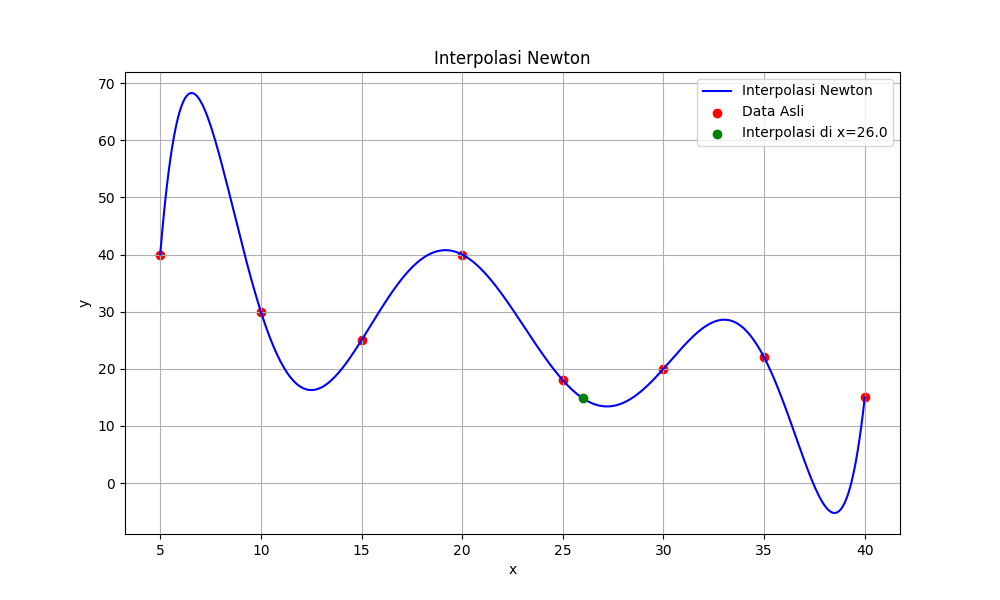 Interpolasi Newton
Interpolasi Newton
Data Asli
Interpolasi di x=26.0
70
60
50
40
30
20
10
0
y
5 10 15 20 25 30 35 40
x